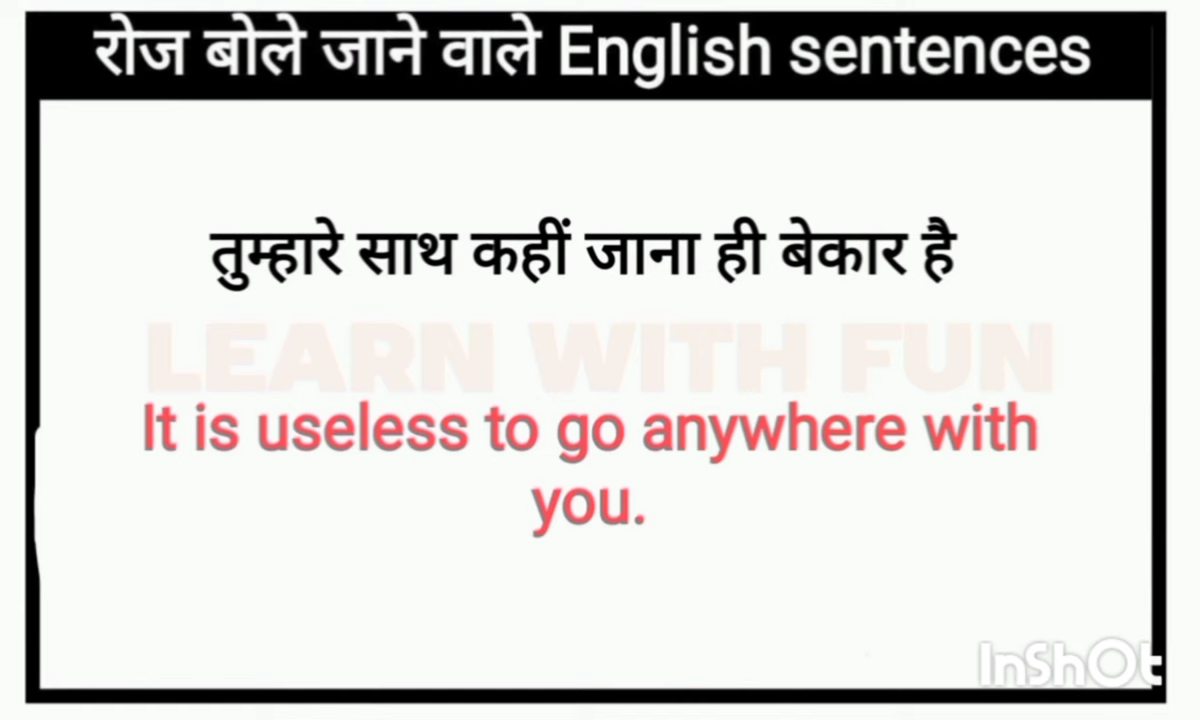 रोज बोले जाने वाले English sentences
तुम्हारे साथ कहीं जाना ही बेकार है
LEARN WITH FUN
It is useless to go anywhere with
you.
InShOt